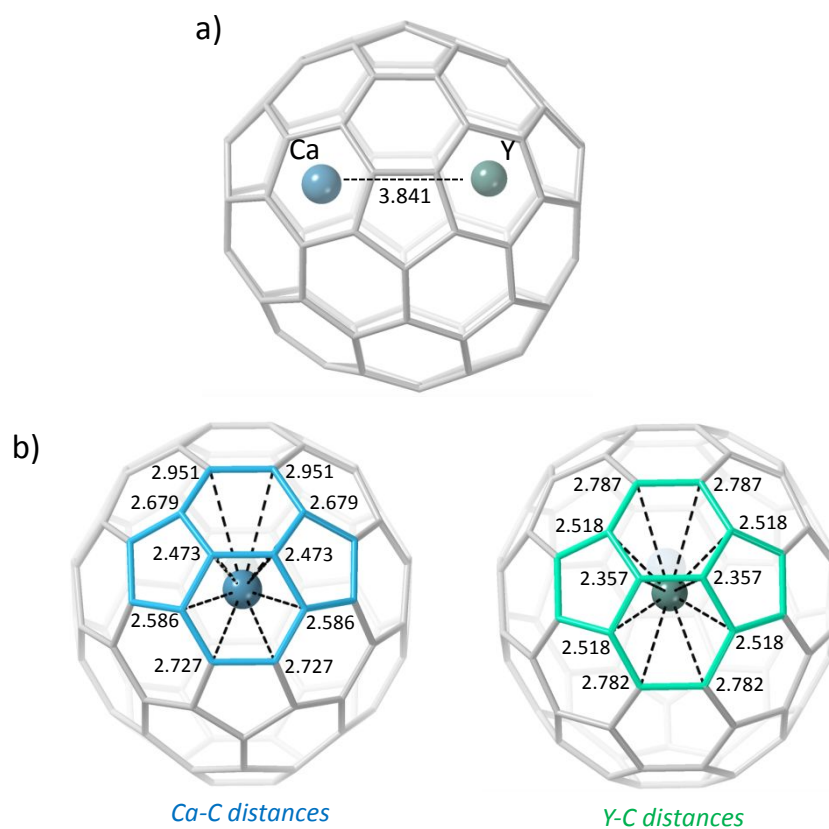 a)
Ca
Y
3.841
b)
2.951 2.951
2.679 2.679
2.473 2.473
2.586 2.586
2.727 2.727
Ca-C distances
2.787 2.787
2.518 2.518
2.357 2.357
2.518 2.518
2.782 2.782
Y-C distances